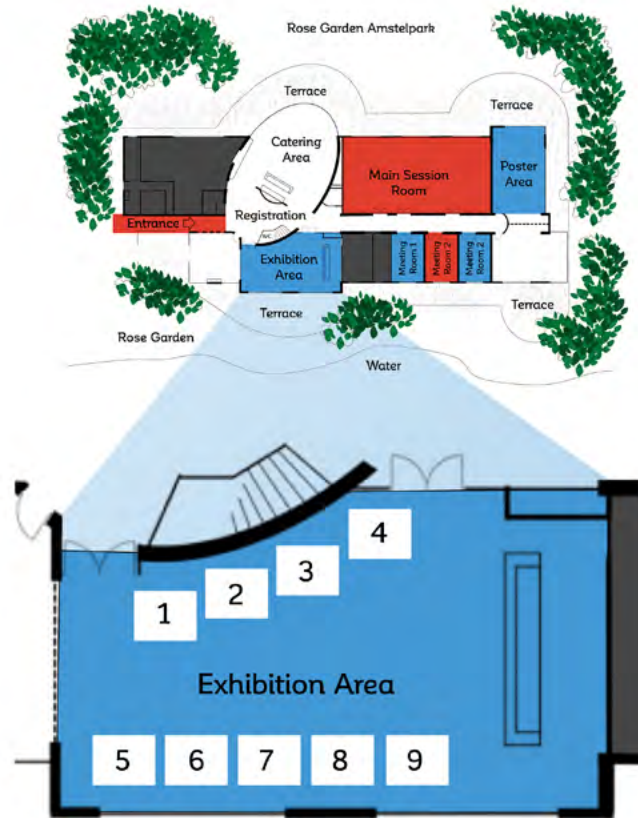 Rose Garden Amstelpark
Terrace
Terrace
Catering
Area
Main Session
Room
Poster
Area
Entrance
Registration
WC
Exhibition
Area
Meeting
Room 1
Meeting
Room 2
Meeting
Room 2
Terrace
Terrace
Rose Garden
Water
4
3
2
1
Exhibition Area
5 6 7 8 9